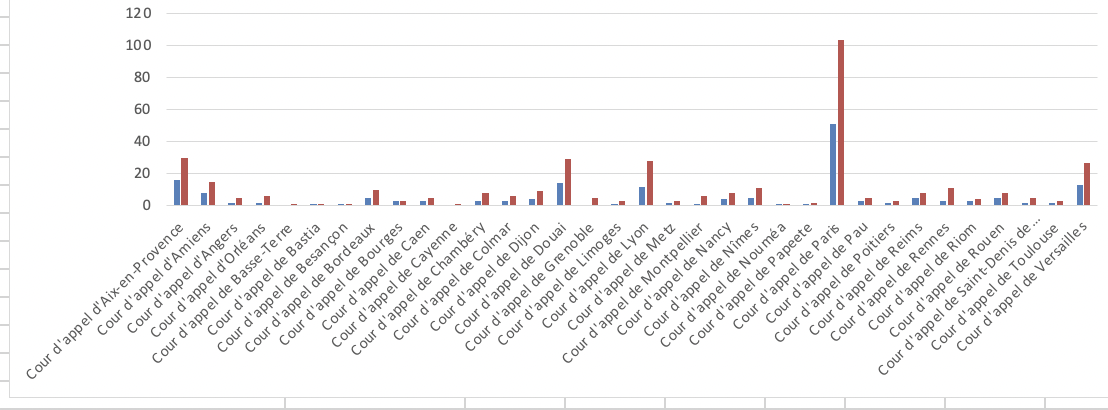 120
100
80
60
40
20
0
Cour d'appel d'Aix-en-Provence
Cour d'appel d'Amiens
Cour d'appel d'Angers
Cour d'appel d'Orléans
Cour d'appel de Basse-Terre
Cour d'appel de Bastia
Cour d'appel de Besançon
Cour d'appel de Bordeaux
Cour d'appel de Bourges
Cour d'appel de Caen
Cour d'appel de Cayenne
Cour d'appel de Chambéry
Cour d'appel de Colmar
Cour d'appel de Dijon
Cour d'appel de Douai
Cour d'appel de Grenoble
Cour d'appel de Limoges
Cour d'appel de Lyon
Cour d'appel de Metz
Cour d'appel de Montpellier
Cour d'appel de Nancy
Cour d'appel de Nîmes
Cour d'appel de Nouméa
Cour d'appel de Papeete
Cour d'appel de Paris
Cour d'appel de Pau
Cour d'appel de Poitiers
Cour d'appel de Reims
Cour d'appel de Rennes
Cour d'appel de Riom
Cour d'appel de Rouen
Cour d'appel de Saint-Denis de...
Cour d'appel de Toulouse
Cour d'appel de Versailles